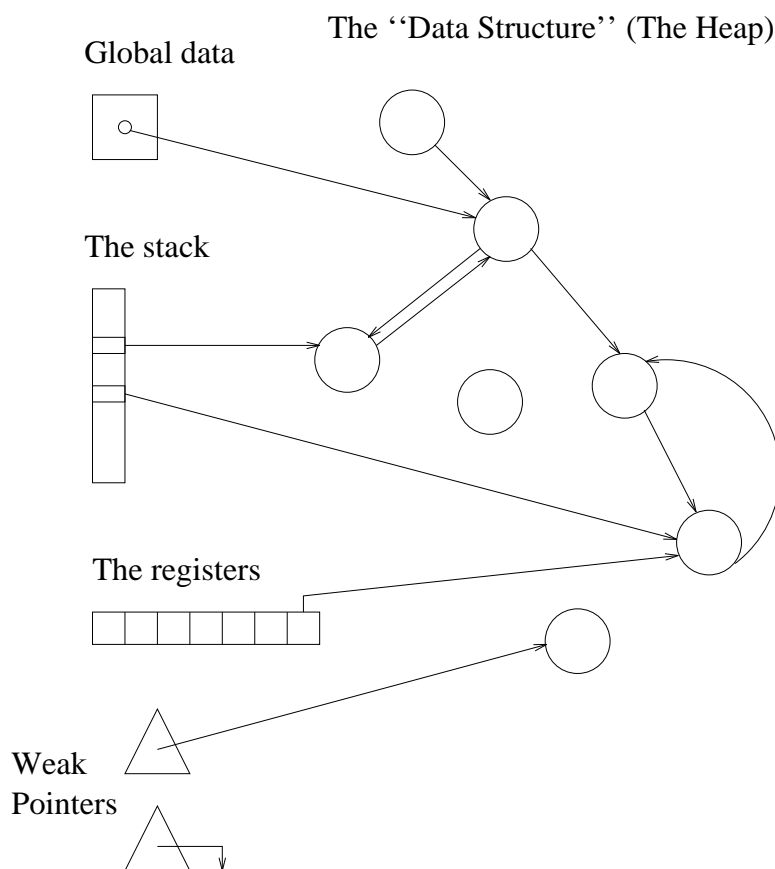 The ‘‘Data Structure’’ (The Heap)
Global data
The stack
The registers
Weak
Pointers